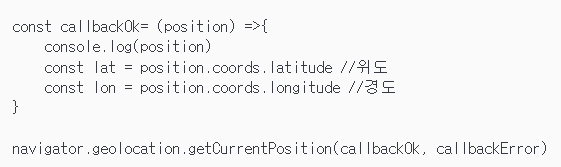 const callbackOk= (position) =>{
    console.log(position)
    const lat = position.coords.latitude //위도
    const lon = position.coords.longitude //경도
}

navigator.geolocation.getCurrentPosition(callbackOk, callbackError)